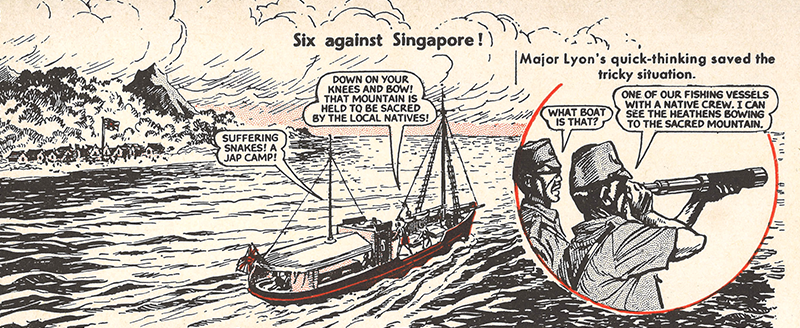 Six against Singapore!
SUFFERING
SNAKES! A
JAP CAMP!
DOWN ON YOUR
KNEES AND BOW!
THAT MOUNTAIN IS
HELD TO BE SACRED
BY THE LOCAL NATIVES!
Major Lyon's quick-thinking saved the
tricky situation.
WHAT BOAT
IS THAT?
ONE OF OUR FISHING VESSELS
WITH A NATIVE CREW. I CAN
SEE THE HEATHENS BOWING
TO THE SACRED MOUNTAIN.